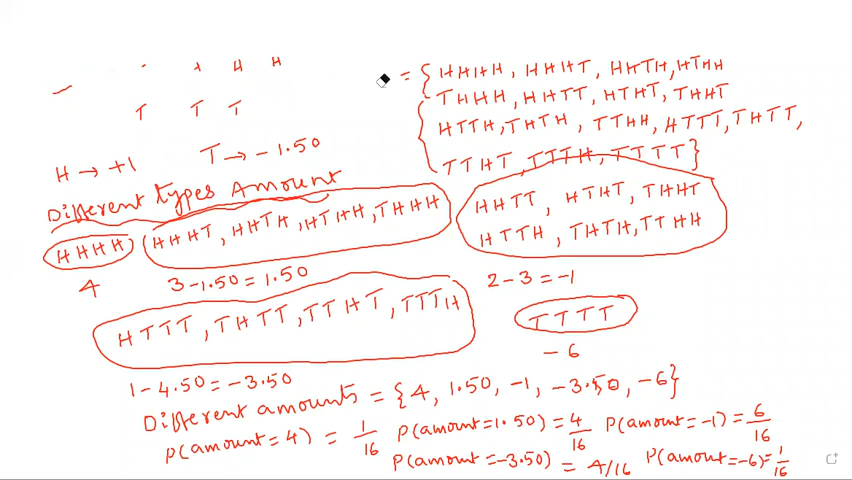 H H
T T T
= { HHHH, HHHT, HHTH, HTHH
THHH, HHTT, HTHT, THHT
HTTH, THTH, TTHH, HTTT, THTT,
TTHT, TTTH, TTTT }
H → +1 T → -1.50
Different types Amount
HHHH HHHT, HHTH, HTHH, THHH
4 3-1.50 = 1.50
HHTT, HTHT, THHT
HTTH, THTH, TTHH
2-3 = -1
HTTT, THTT, TTHT, TTTH
1-4.50 = -3.50
TTTT
-6
Different amounts = {4, 1.50, -1, -3.50, -6}
P(amount=4) = 1/16 P(amount=1.50) = 4/16 P(amount=-1) = 6/16
P(amount=-3.50) = 4/16 P(amount=-6) = 1/16